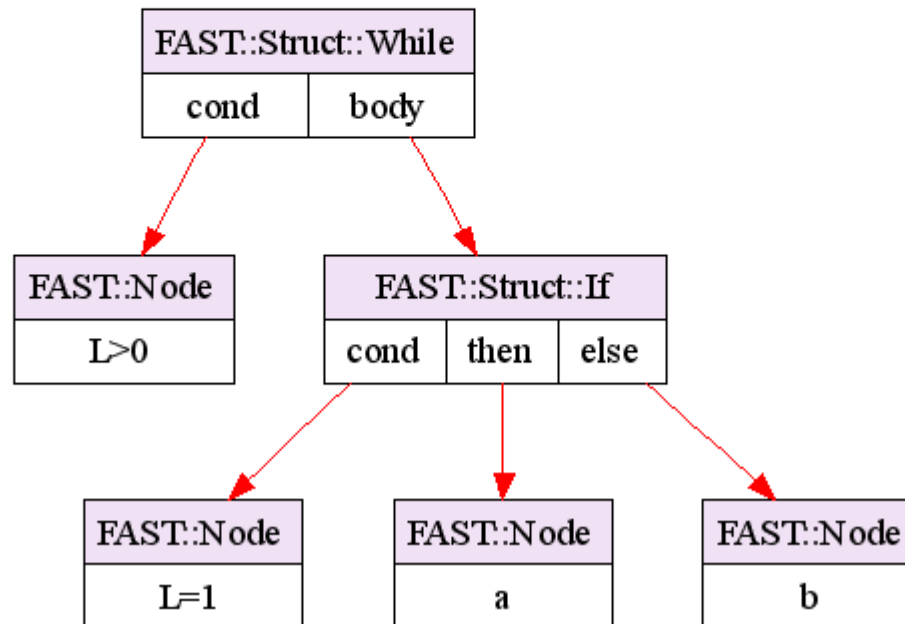 FAST::Struct::While
cond body
FAST::Node
L>0
FAST::Struct::If
cond then else
FAST::Node
L=1
FAST::Node
a
FAST::Node
b